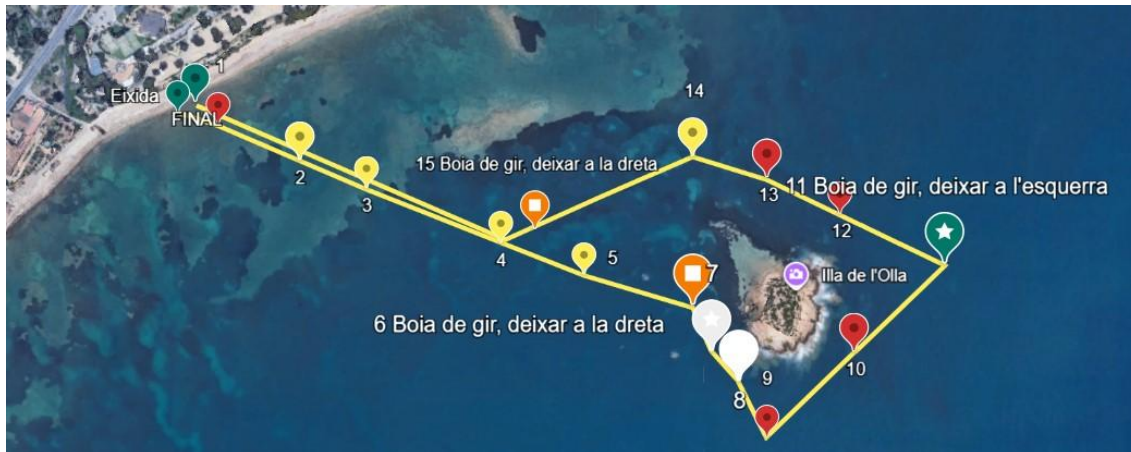 1
Eixida
FINAL
2
3
4
5
6 Boia de gir, deixar a la dreta
7
8
9
10
11 Boia de gir, deixar a l'esquerra
12
13
14
15 Boia de gir, deixar a la dreta
Illa de l'Olla